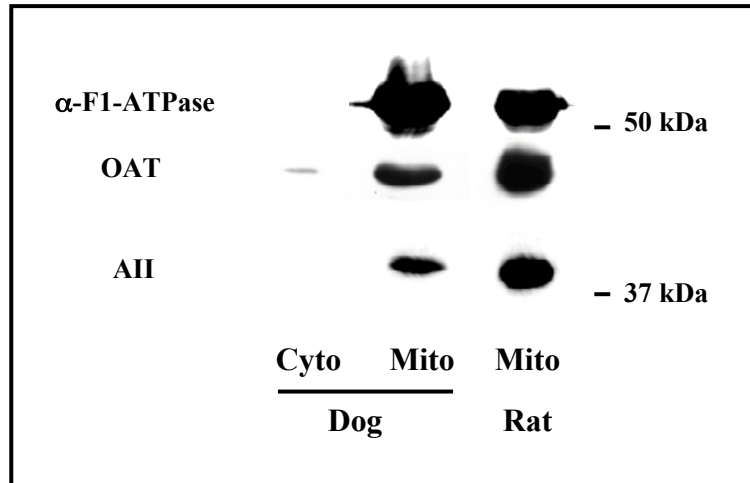 α-F1-ATPase
– 50 kDa
OAT
AII
– 37 kDa
Cyto Mito Mito
Dog Rat